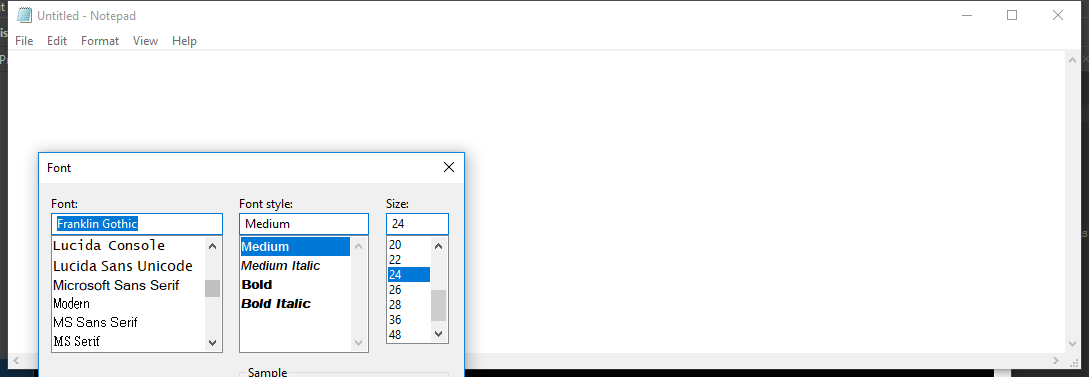 Untitled - Notepad
File Edit Format View Help
Font
Font: Font style: Size:
Franklin Gothic Medium 24
Lucida Console
Lucida Sans Unicode
Microsoft Sans Serif
Modern
MS Sans Serif
MS Serif
Medium
Medium Italic
Bold
Bold Italic
20
22
24
26
28
36
48
Sample